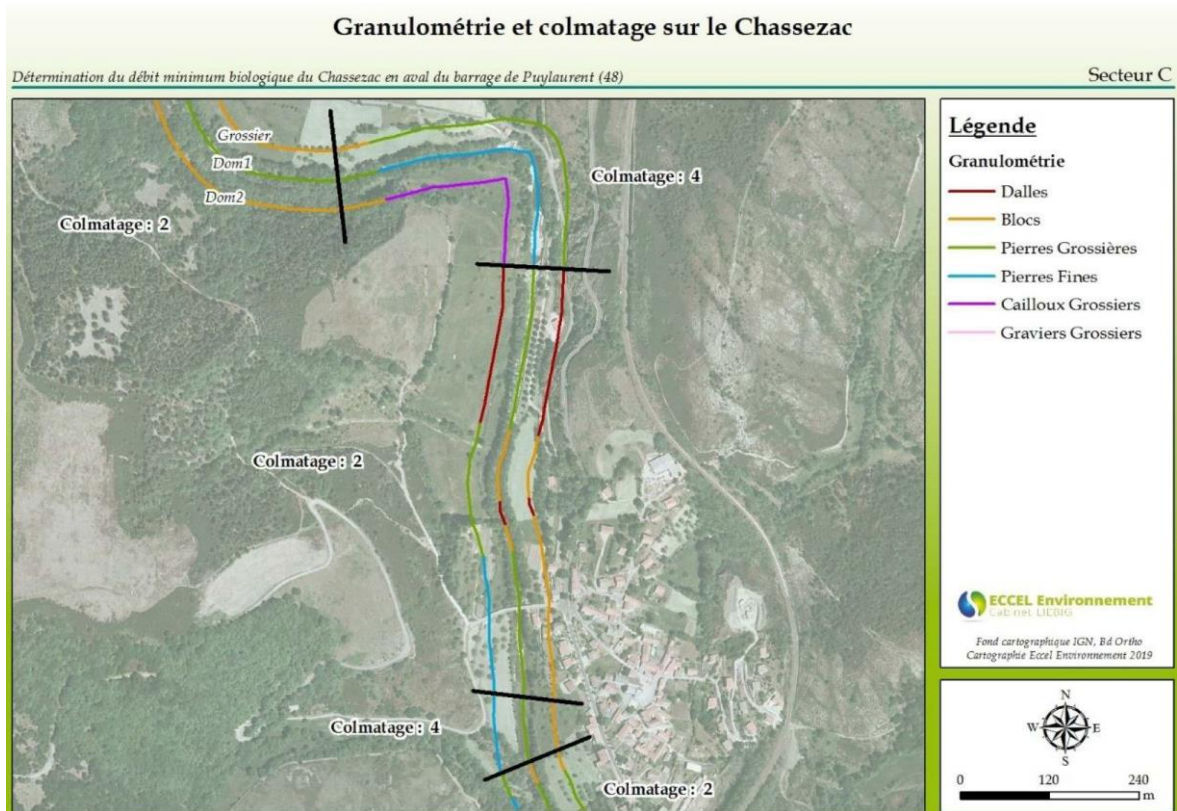 Granulométrie et colmatage sur le Chassezac
Détermination du débit minimum biologique du Chassezac en aval du barrage de Puylaurent (48)
Secteur C
Grossier
Dom1
Dom2
Colmatage : 4
Colmatage : 2
Colmatage : 2
Colmatage : 4
Colmatage : 2
Légende
Granulométrie
Dalles
Blocs
Pierres Grossières
Pierres Fines
Cailloux Grossiers
Graviers Grossiers
ECCEL Environnement
Cabinet LIEBIG
Fond cartographique IGN, Bd Ortho
Cartographie Eccel Environnement 2019
N
W E
S
0 120 240
m